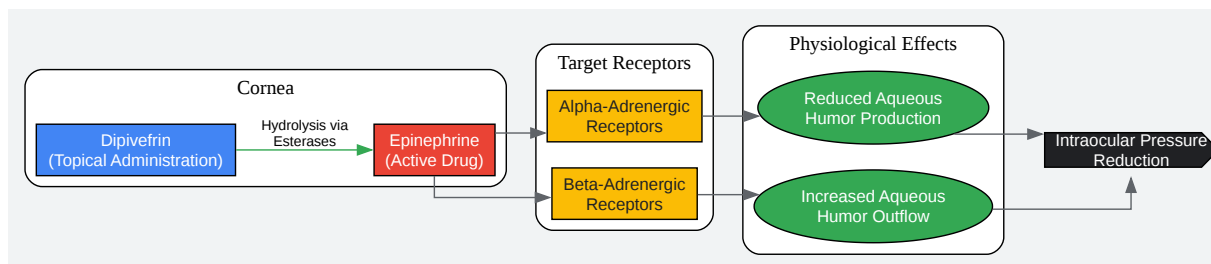 Cornea
Dipivefrin
(Topical Administration)
Hydrolysis via
Esterases
Epinephrine
(Active Drug)
Target Receptors
Alpha-Adrenergic
Receptors
Beta-Adrenergic
Receptors
Physiological Effects
Reduced Aqueous
Humor Production
Increased Aqueous
Humor Outflow
Intraocular Pressure
Reduction